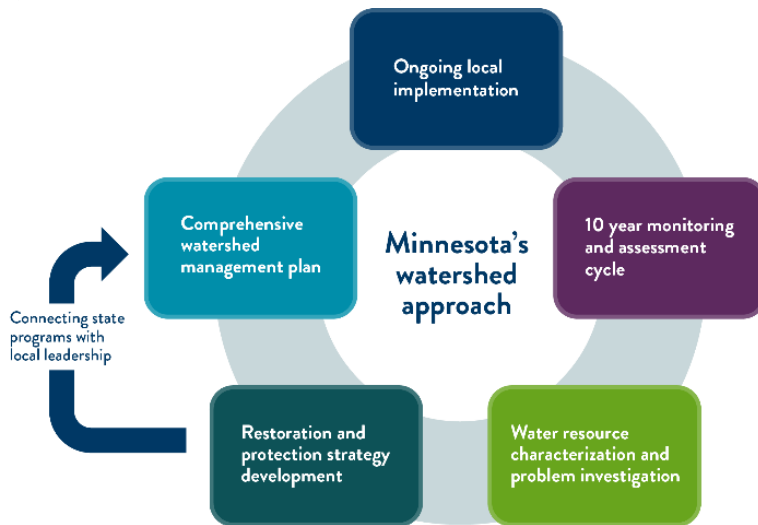 Ongoing local
implementation
Comprehensive
watershed
management plan
Minnesota's
watershed
approach
10 year monitoring
and assessment
cycle
Connecting state
programs with
local leadership
Restoration and
protection strategy
development
Water resource
characterization and
problem investigation